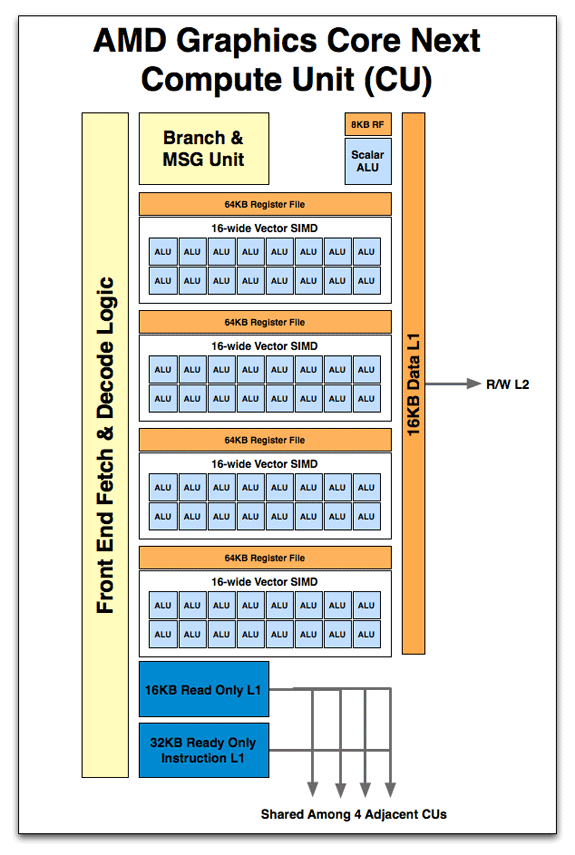 AMD Graphics Core Next
Compute Unit (CU)
Front End Fetch & Decode Logic
Branch &
MSG Unit
8KB RF
Scalar
ALU
64KB Register File
16-wide Vector SIMD
ALU ALU ALU ALU ALU ALU ALU ALU
ALU ALU ALU ALU ALU ALU ALU ALU
64KB Register File
16-wide Vector SIMD
ALU ALU ALU ALU ALU ALU ALU ALU
ALU ALU ALU ALU ALU ALU ALU ALU
64KB Register File
16-wide Vector SIMD
ALU ALU ALU ALU ALU ALU ALU ALU
ALU ALU ALU ALU ALU ALU ALU ALU
64KB Register File
16-wide Vector SIMD
ALU ALU ALU ALU ALU ALU ALU ALU
ALU ALU ALU ALU ALU ALU ALU ALU
16KB Data L1
R/W L2
16KB Read Only L1
32KB Ready Only
Instruction L1
Shared Among 4 Adjacent CUs